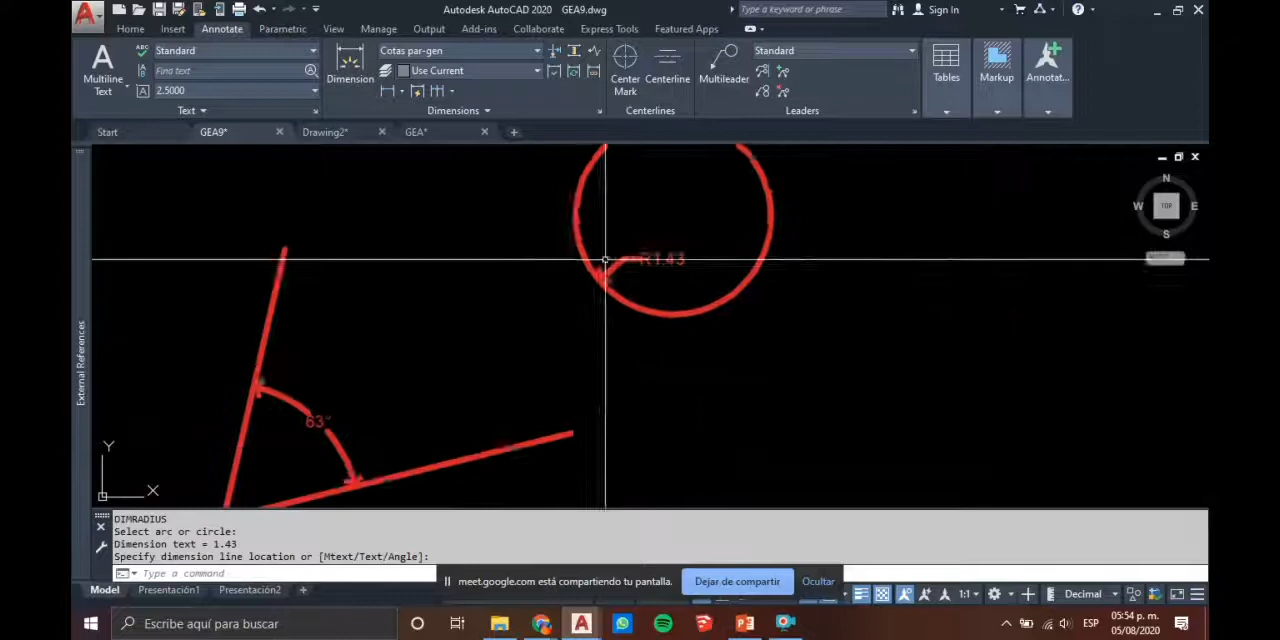 Autodesk AutoCAD 2020 GEA9.dwg
Type a keyword or phrase
Sign In
Home Insert Annotate Parametric View Manage Output Add-ins Collaborate Express Tools Featured Apps
Multiline Text
Standard
Find text
2.5000
Text
Dimension
Cotas par-gen
Use Current
Dimensions
Center Mark
Centerline
Centerlines
Multileader
Standard
Leaders
Tables
Markup
Annotat...
Start GEA9* Drawing2* GEA*
External References
N
W TOP E
S
R1.43
63°
Y
X
DIMRADIUS
Select arc or circle:
Dimension text = 1.43
Specify dimension line location or [Mtext/Text/Angle]:
Type a command
meet.google.com está compartiendo tu pantalla. Dejar de compartir Ocultar
Model Presentación1 Presentación2 +
1:1 Decimal
Escribe aquí para buscar
ESP
05:54 p. m.
05/08/2020